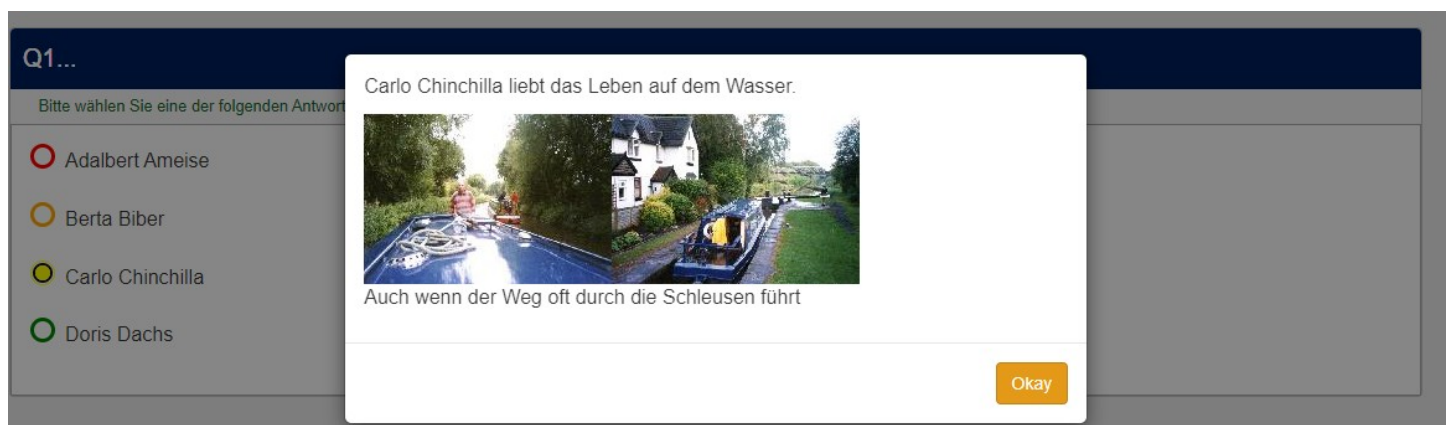 Q1...
Bitte wählen Sie eine der folgenden Antwort
Adalbert Ameise
Berta Biber
Carlo Chinchilla
Doris Dachs
Carlo Chinchilla liebt das Leben auf dem Wasser.
Auch wenn der Weg oft durch die Schleusen führt
Okay